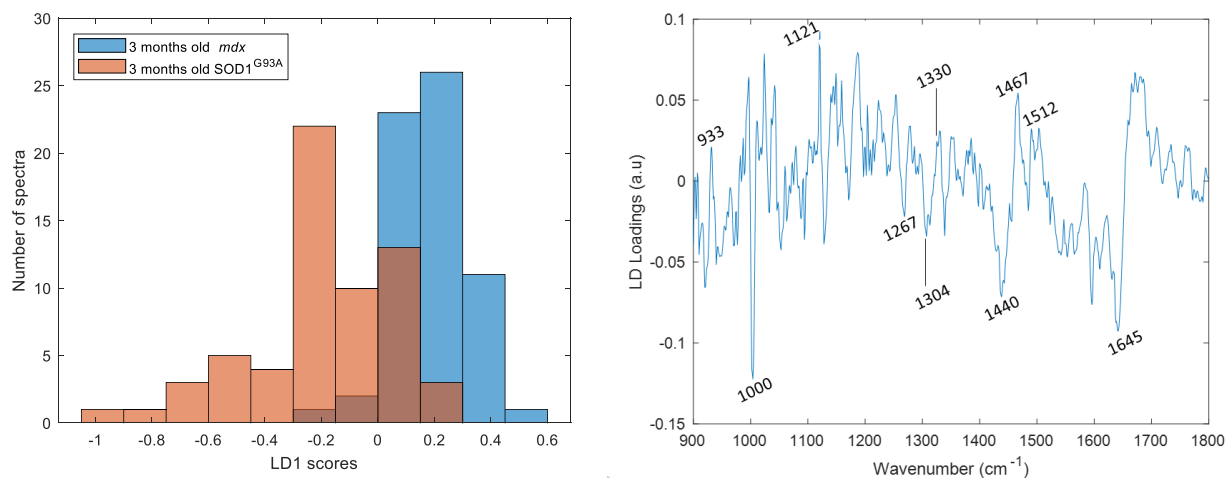 30
25
20
15
10
5
0
Number of spectra
3 months old mdx
3 months old SOD1^G93A
-1 -0.8 -0.6 -0.4 -0.2 0 0.2 0.4 0.6
LD1 scores
0.1
0.05
0
-0.05
-0.1
-0.15
LD Loadings (a.u)
933
1000
1121
1267
1330
1304
1440
1467
1512
1645
900 1000 1100 1200 1300 1400 1500 1600 1700 1800
Wavenumber (cm^-1)